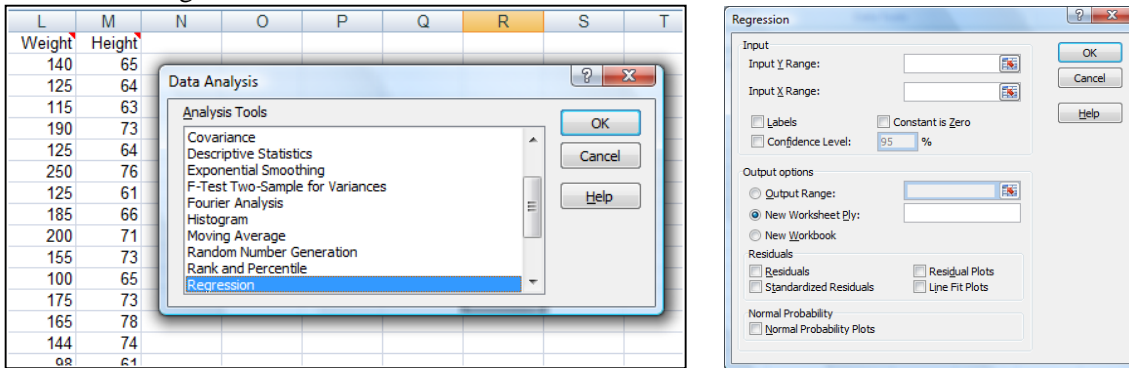 L M N O P Q R S T
Weight Height
140 65
125 64
115 63
190 73
125 64
250 76
125 61
185 66
200 71
155 73
100 65
175 73
165 78
144 74
98 61
Data Analysis
Analysis Tools
Covariance
Descriptive Statistics
Exponential Smoothing
F-Test Two-Sample for Variances
Fourier Analysis
Histogram
Moving Average
Random Number Generation
Rank and Percentile
Regression
OK
Cancel
Help
Regression
Input
Input Y Range:
Input X Range:
Labels Constant is Zero
Confidence Level: 95 %
OK
Cancel
Help
Output options
Output Range:
New Worksheet Ply:
New Workbook
Residuals
Residuals Residual Plots
Standardized Residuals Line Fit Plots
Normal Probability
Normal Probability Plots